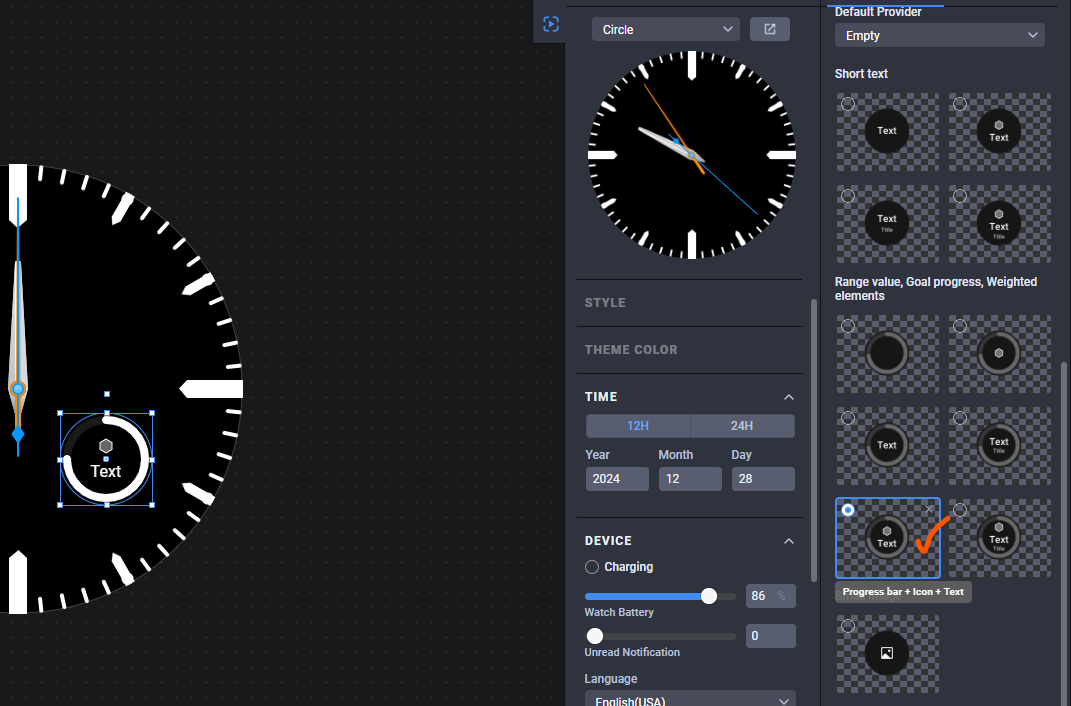 Default Provider
Circle
Empty
Short text
Text
Text
Text
Title
Text
Title
Range value, Goal progress, Weighted
elements
STYLE
THEME COLOR
TIME
12H
24H
Year
Month
Day
2024
12
28
Text
Text
Text
Title
DEVICE
Charging
Text
Text
Title
86
%
Watch Battery
Progress bar + Icon + Text
0
Unread Notification
Language
English(USA)